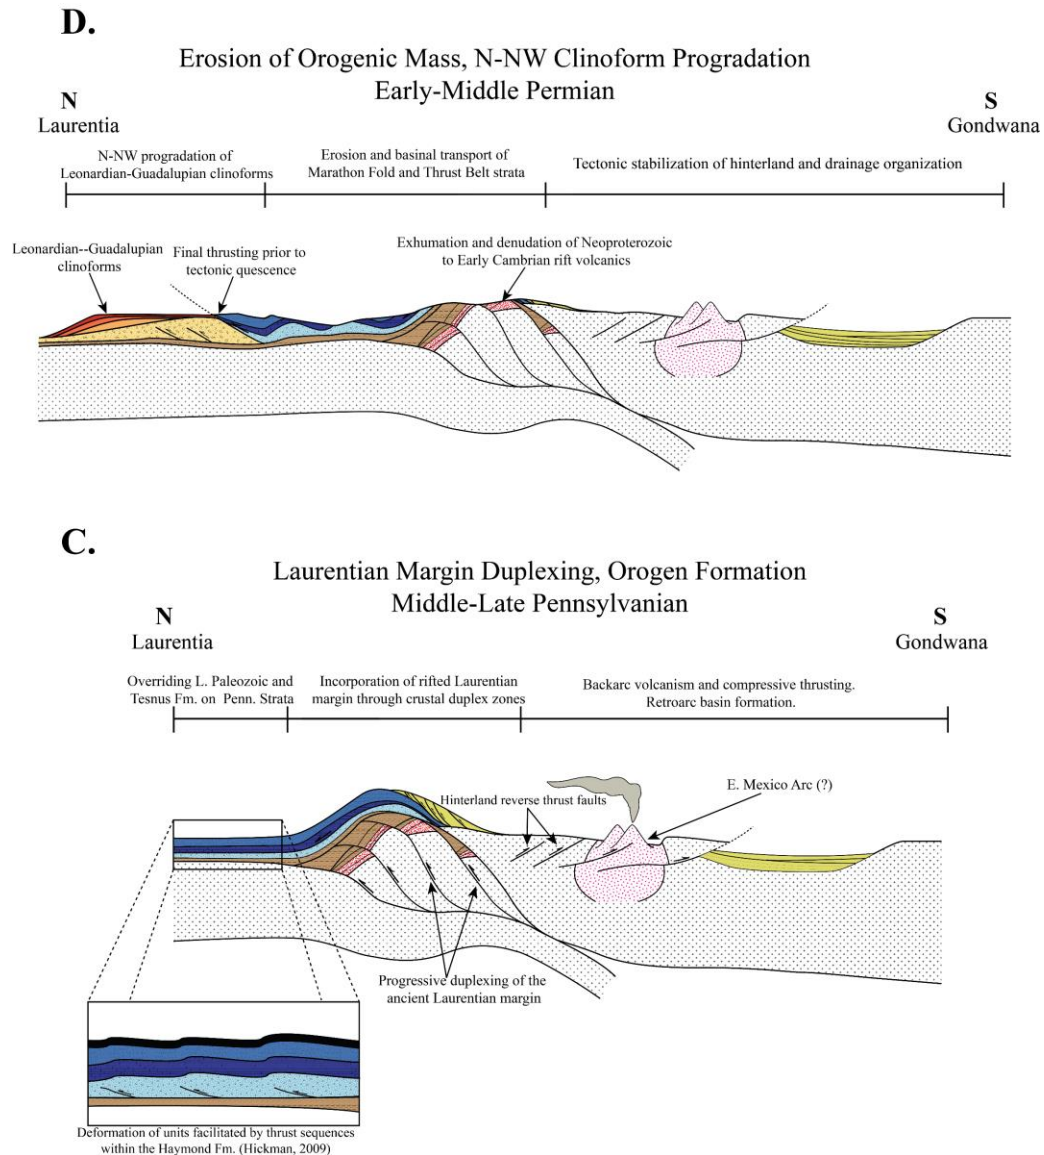 D.
Erosion of Orogenic Mass, N-NW Clinoform Progradation
Early-Middle Permian
N
Laurentia
S
Gondwana
N-NW progradation of
Leonardian-Guadalupian clinoforms
Erosion and basinal transport of
Marathon Fold and Thrust Belt strata
Tectonic stabilization of hinterland and drainage organization
Leonardian--Guadalupian
clinoforms
Final thrusting prior to
tectonic quescence
Exhumation and denudation of Neoproterozoic
to Early Cambrian rift volcanics
C.
Laurentian Margin Duplexing, Orogen Formation
Middle-Late Pennsylvanian
N
Laurentia
S
Gondwana
Overriding L. Paleozoic and
Tesnus Fm. on Penn. Strata
Incorporation of rifted Laurentian
margin through crustal duplex zones
Backarc volcanism and compressive thrusting.
Retroarc basin formation.
Hinterland reverse thrust faults
E. Mexico Arc (?)
Progressive duplexing of the
ancient Laurentian margin
Deformation of units facilitated by thrust sequences
within the Haymond Fm. (Hickman, 2009)